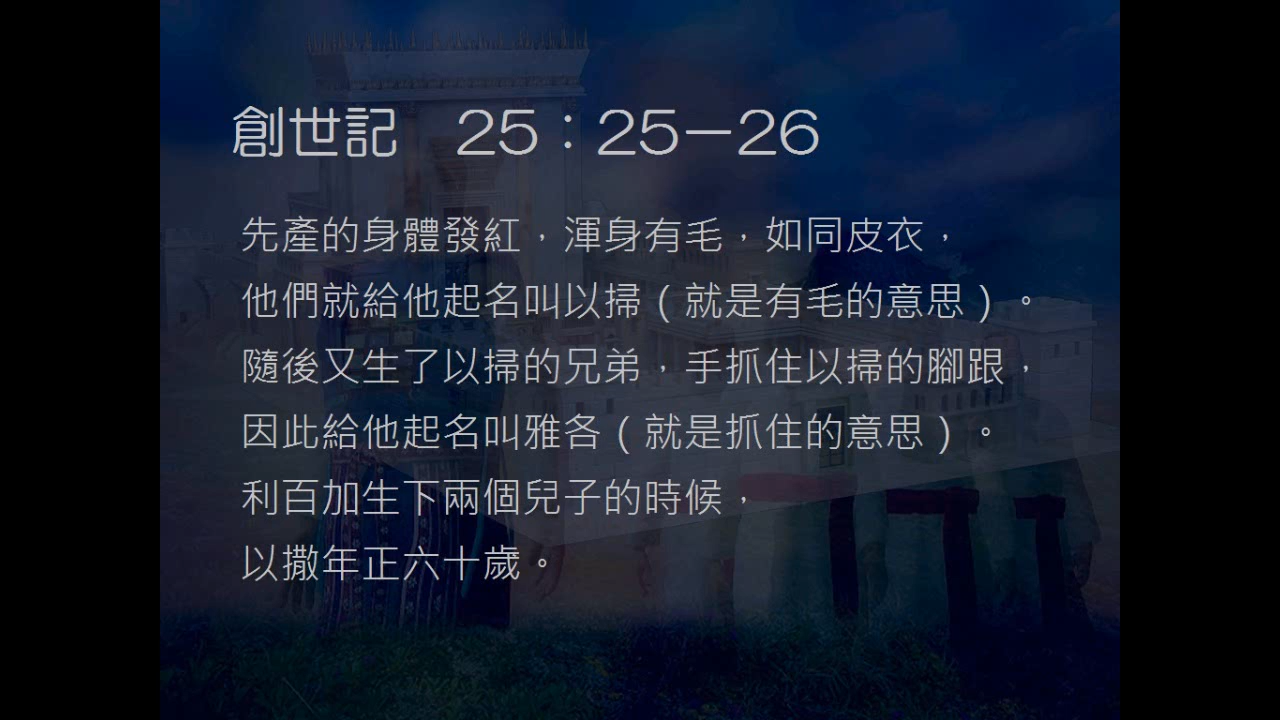 創世記　25：25－26
先產的身體發紅，渾身有毛，如同皮衣，
他們就給他起名叫以掃（就是有毛的意思）。
隨後又生了以掃的兄弟，手抓住以掃的腳跟，
因此給他起名叫雅各（就是抓住的意思）。
利百加生下兩個兒子的時候，
以撒年正六十歲。